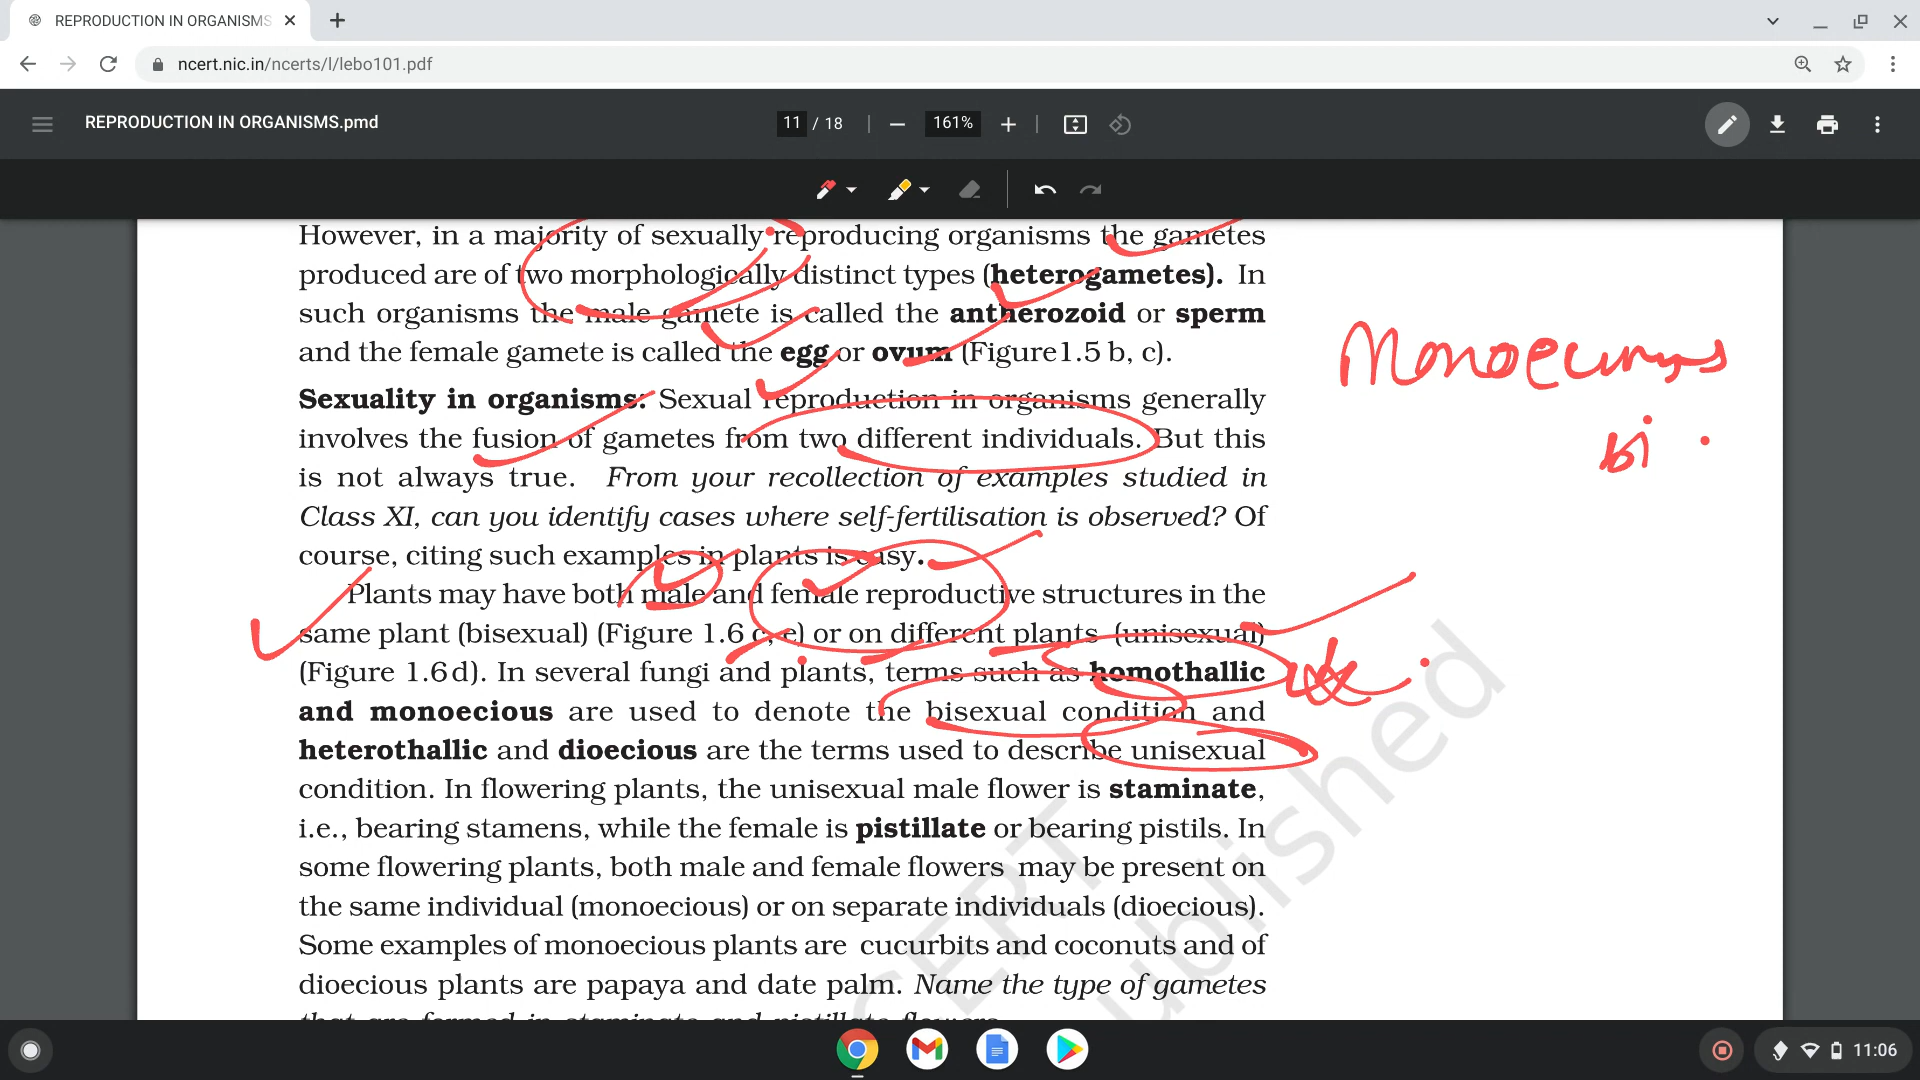 REPRODUCTION IN ORGANISMS
ncert.nic.in/ncerts/l/lebo101.pdf
REPRODUCTION IN ORGANISMS.pmd
11 / 18
161%
However, in a majority of sexually reproducing organisms the gametes
produced are of two morphologically distinct types (heterogametes). In
such organisms the male gamete is called the antherozoid or sperm
and the female gamete is called the egg or ovum (Figure1.5 b, c).
Sexuality in organisms: Sexual reproduction in organisms generally
involves the fusion of gametes from two different individuals. But this
is not always true. From your recollection of examples studied in
Class XI, can you identify cases where self-fertilisation is observed? Of
course, citing such examples in plants is easy.
Plants may have both male and female reproductive structures in the
same plant (bisexual) (Figure 1.6 c, e) or on different plants (unisexual)
(Figure 1.6 d). In several fungi and plants, terms such as homothallic
and monoecious are used to denote the bisexual condition and
heterothallic and dioecious are the terms used to describe unisexual
condition. In flowering plants, the unisexual male flower is staminate,
i.e., bearing stamens, while the female is pistillate or bearing pistils. In
some flowering plants, both male and female flowers may be present on
the same individual (monoecious) or on separate individuals (dioecious).
Some examples of monoecious plants are cucurbits and coconuts and of
dioecious plants are papaya and date palm. Name the type of gametes
that are formed in staminate and pistillate flowers.
bi
11:06